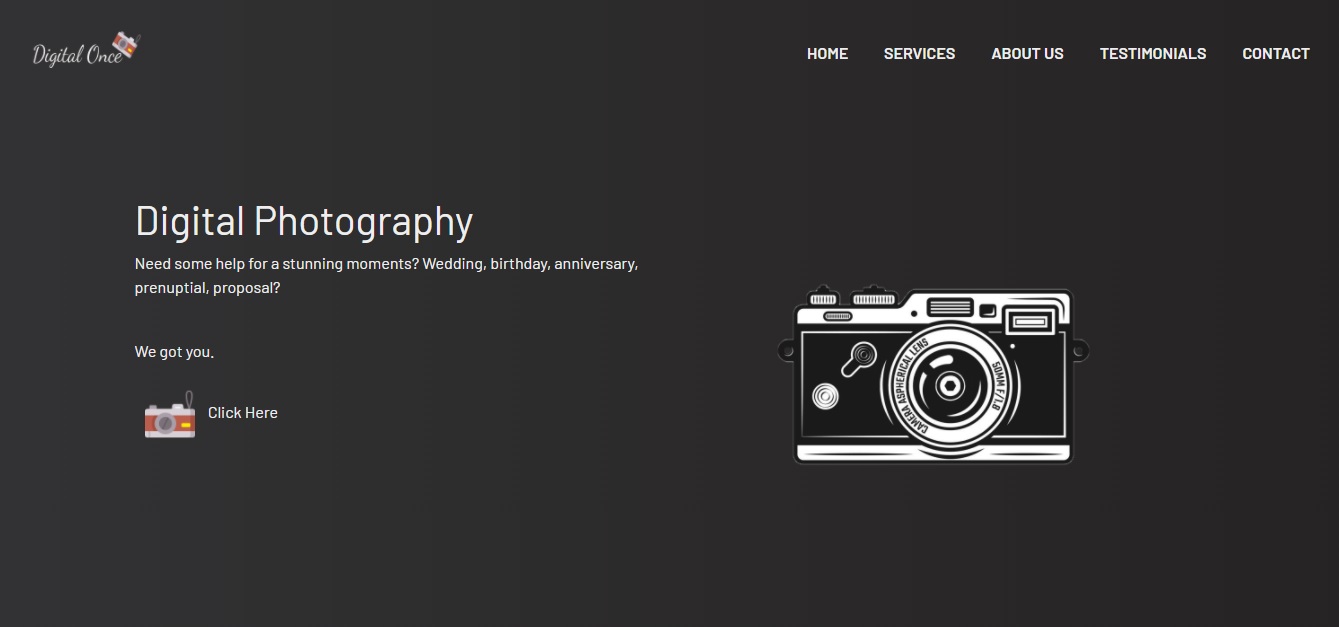 Digital Once
HOME SERVICES ABOUT US TESTIMONIALS CONTACT
Digital Photography
Need some help for a stunning moments? Wedding, birthday, anniversary,
prenuptial, proposal?
We got you.
Click Here
CAMERA ASPHERICAL LENS
50MM F/1.8